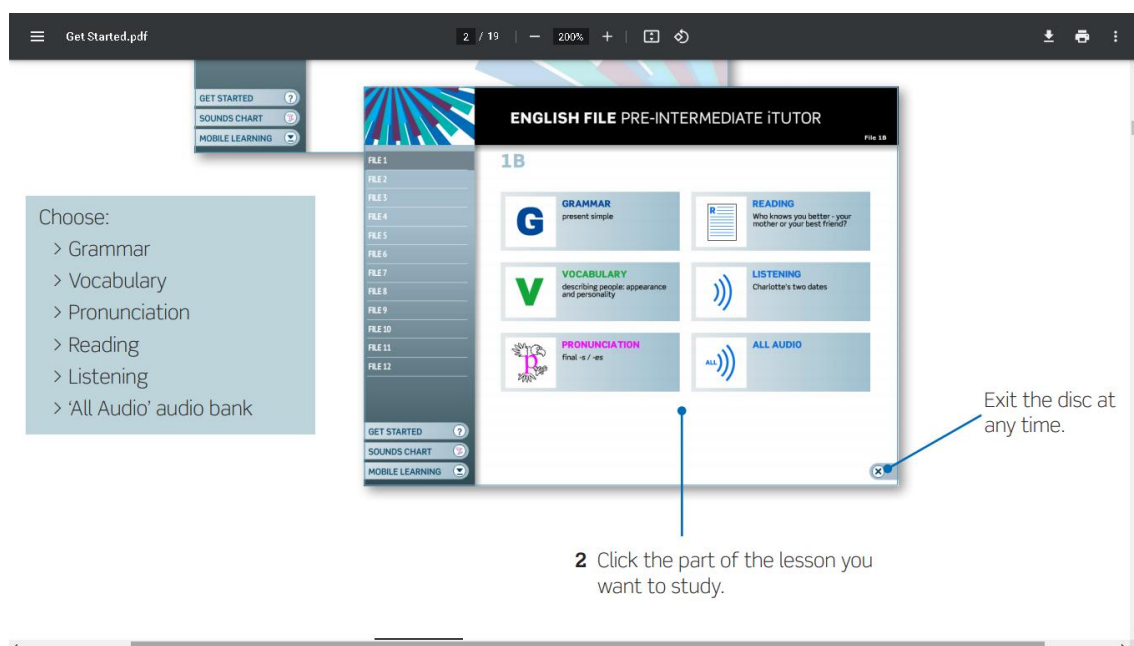 Get Started.pdf
2 / 19
200%
GET STARTED
?
SOUNDS CHART
MOBILE LEARNING
ENGLISH FILE PRE-INTERMEDIATE iTUTOR
File 1B
FILE 1
FILE 2
FILE 3
FILE 4
FILE 5
FILE 6
FILE 7
FILE 8
FILE 9
FILE 10
FILE 11
FILE 12
GET STARTED
?
SOUNDS CHART
MOBILE LEARNING
1B
G
GRAMMAR
present simple
R
READING
Who knows you better - your
mother or your best friend?
V
VOCABULARY
describing people: appearance
and personality
LISTENING
Charlotte's two dates
p
PRONUNCIATION
final -s / -es
ALL
ALL AUDIO
Choose:
> Grammar
> Vocabulary
> Pronunciation
> Reading
> Listening
> ‘All Audio’ audio bank
Exit the disc at
any time.
2 Click the part of the lesson you
want to study.